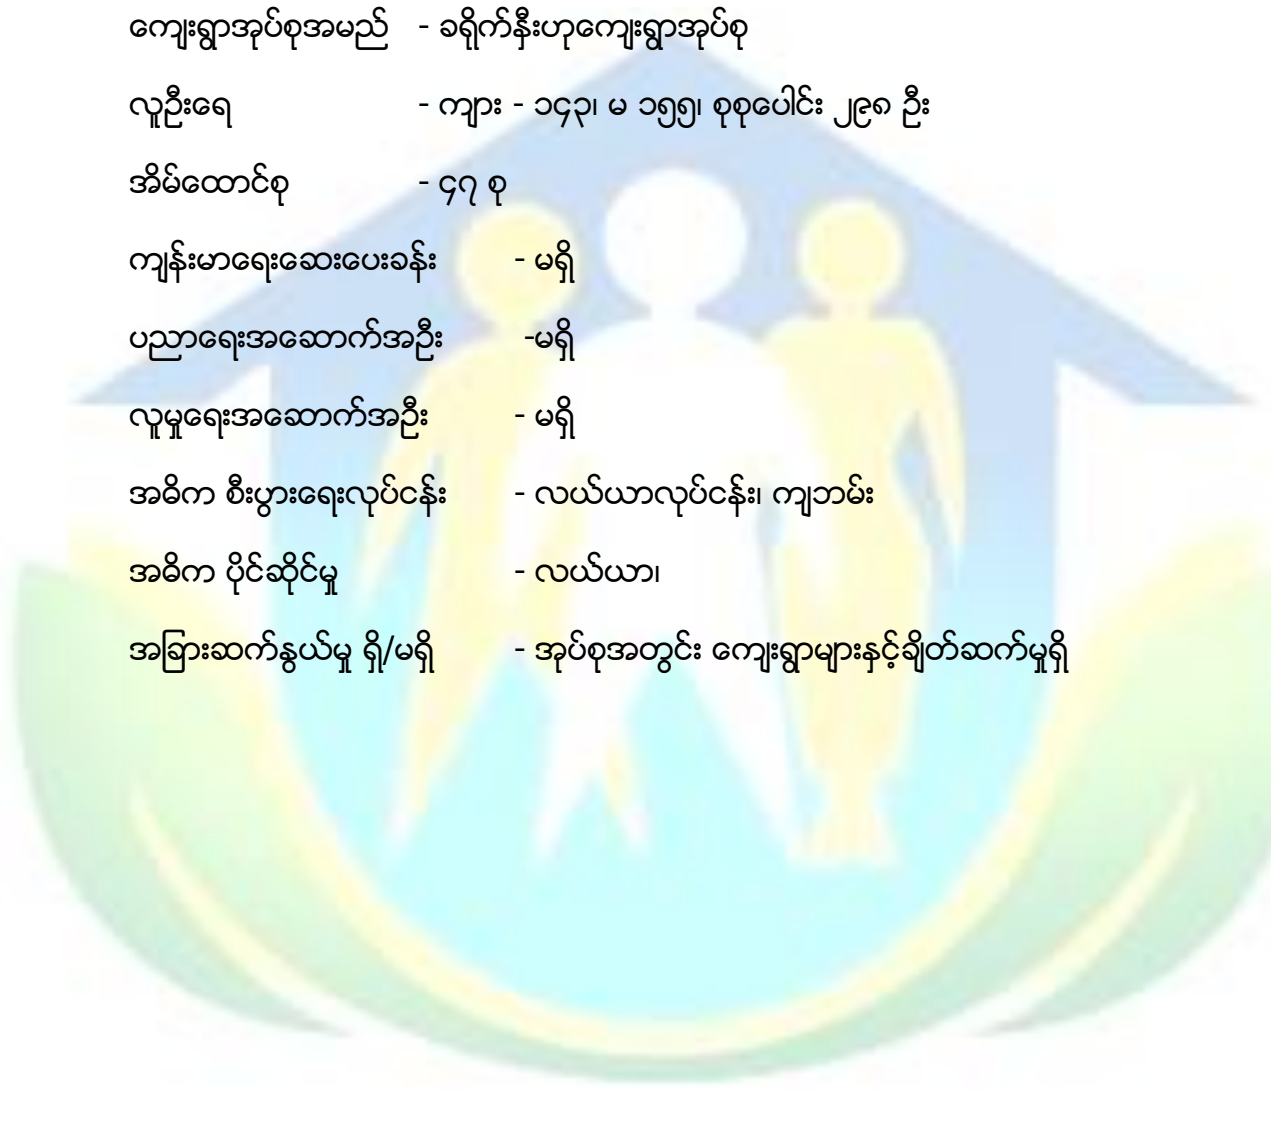 ကျေးရွာအုပ်စုအမည် - ခရိုက်နှီးဟုကျေးရွာအုပ်စု
လူဦးရေ - ကျား - ၁၄၃၊ မ ၁၅၅၊ စုစုပေါင်း ၂၉၈ ဦး
အိမ်ထောင်စု - ၄၇ စု
ကျန်းမာရေးဆေးပေးခန်း - မရှိ
ပညာရေးအဆောက်အဦး -မရှိ
လူမှုရေးအဆောက်အဦး - မရှိ
အဓိက စီးပွားရေးလုပ်ငန်း - လယ်ယာလုပ်ငန်း၊ ကျဘမ်း
အဓိက ပိုင်ဆိုင်မှု - လယ်ယာ၊
အခြားဆက်နွယ်မှု ရှိ/မရှိ - အုပ်စုအတွင်း ကျေးရွာများနှင့်ချိတ်ဆက်မှုရှိ